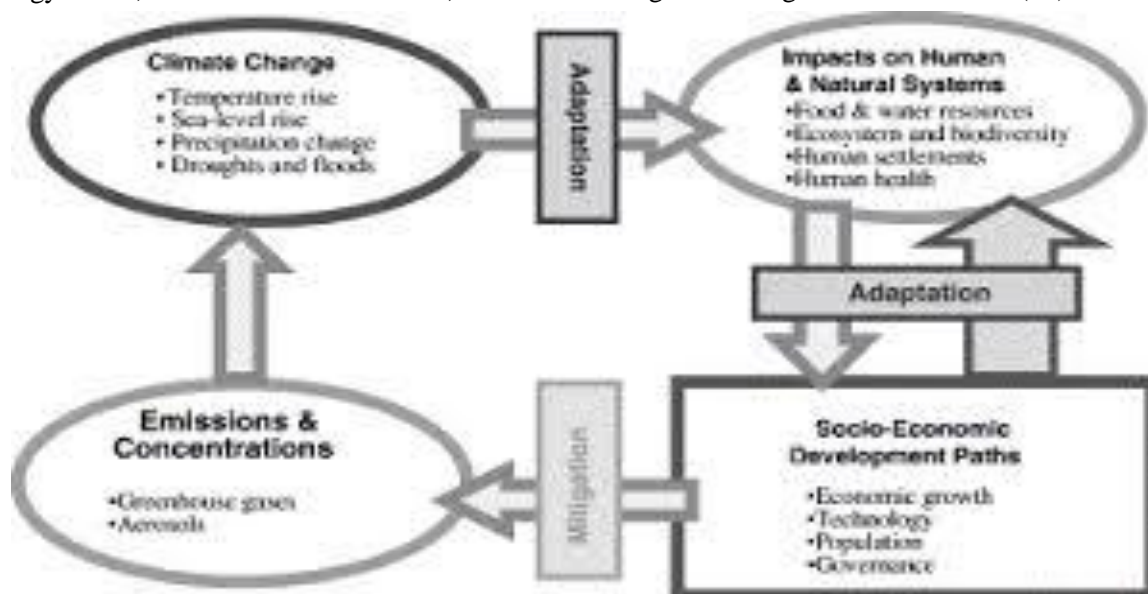 Climate Change
• Temperature rise
• Sea-level rise
• Precipitation change
• Droughts and floods
Adaptation
Impacts on Human
& Natural Systems
•Food & water resources
•Ecosystem and biodiversity
•Human settlements
•Human health
Adaptation
Emissions &
Concentrations
•Greenhouse gases
•Aerosols
Mitigation
Socio-Economic
Development Paths
•Economic growth
•Technology
•Population
•Governance